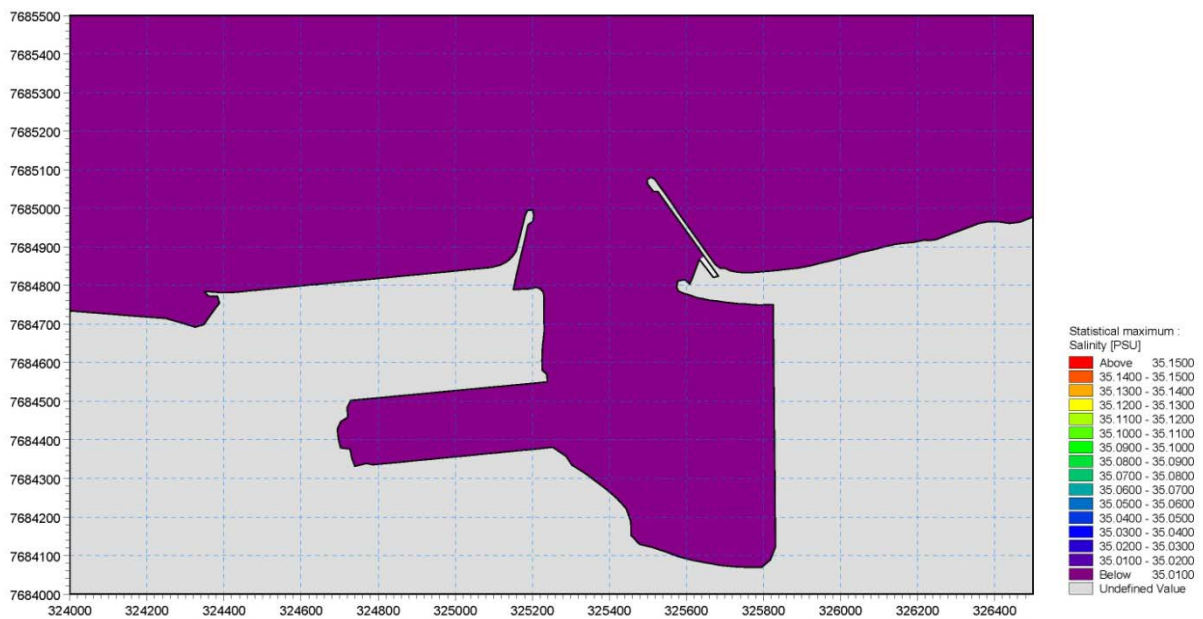 7685500
7685400
7685300
7685200
7685100
7685000
7684900
7684800
7684700
7684600
7684500
7684400
7684300
7684200
7684100
7684000
324000 324200 324400 324600 324800 325000 325200 325400 325600 325800 326000 326200 326400
Statistical maximum :
Salinity [PSU]
Above 35.1500
35.1400 - 35.1500
35.1300 - 35.1400
35.1200 - 35.1300
35.1100 - 35.1200
35.1000 - 35.1100
35.0900 - 35.1000
35.0800 - 35.0900
35.0700 - 35.0800
35.0600 - 35.0700
35.0500 - 35.0600
35.0400 - 35.0500
35.0300 - 35.0400
35.0200 - 35.0300
35.0100 - 35.0200
Below 35.0100
Undefined Value